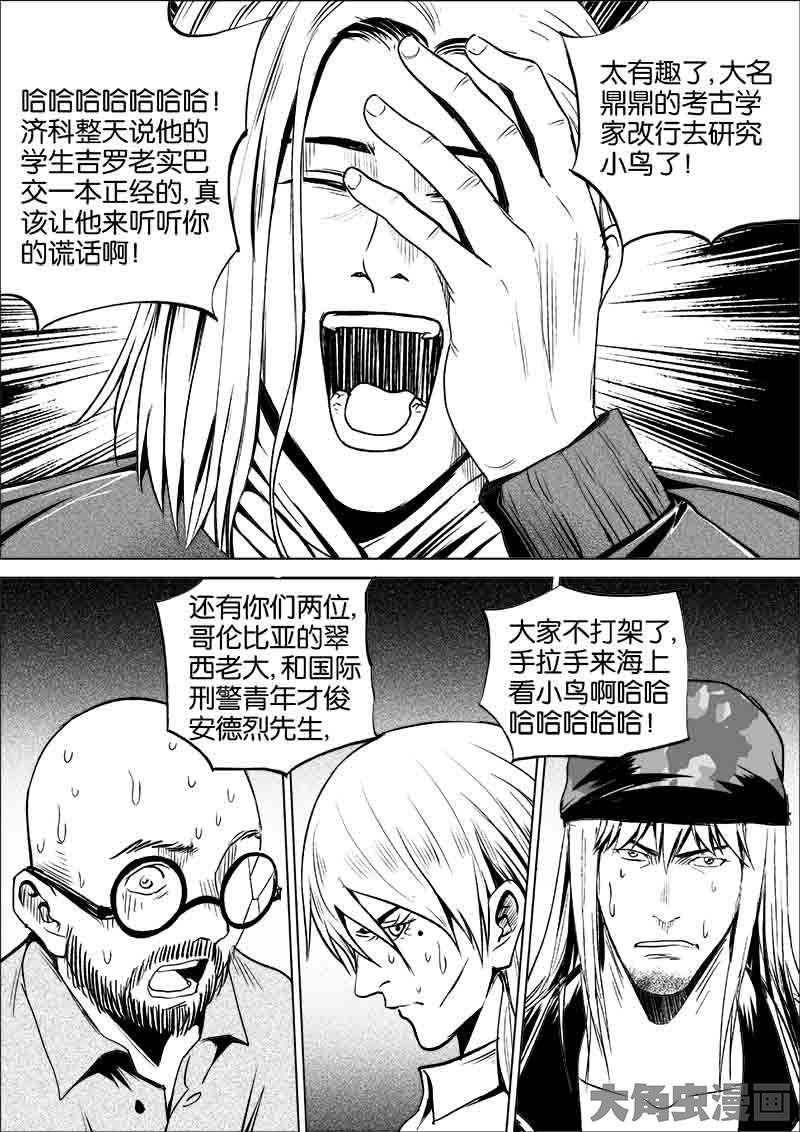 太有趣了,大名
鼎鼎的考古学
家改行去研究
小鸟了!
哈哈哈哈哈哈哈!
济科整天说他的
学生吉罗老实巴
交一本正经的,真
该让他来听听你
的谎话啊!
还有你们两位,
哥伦比亚的翠
西老大,和国际
刑警青年才俊
安德烈先生,
大家不打架了,
手拉手来海上
看小鸟啊哈哈
哈哈哈哈哈!
大角虫漫画